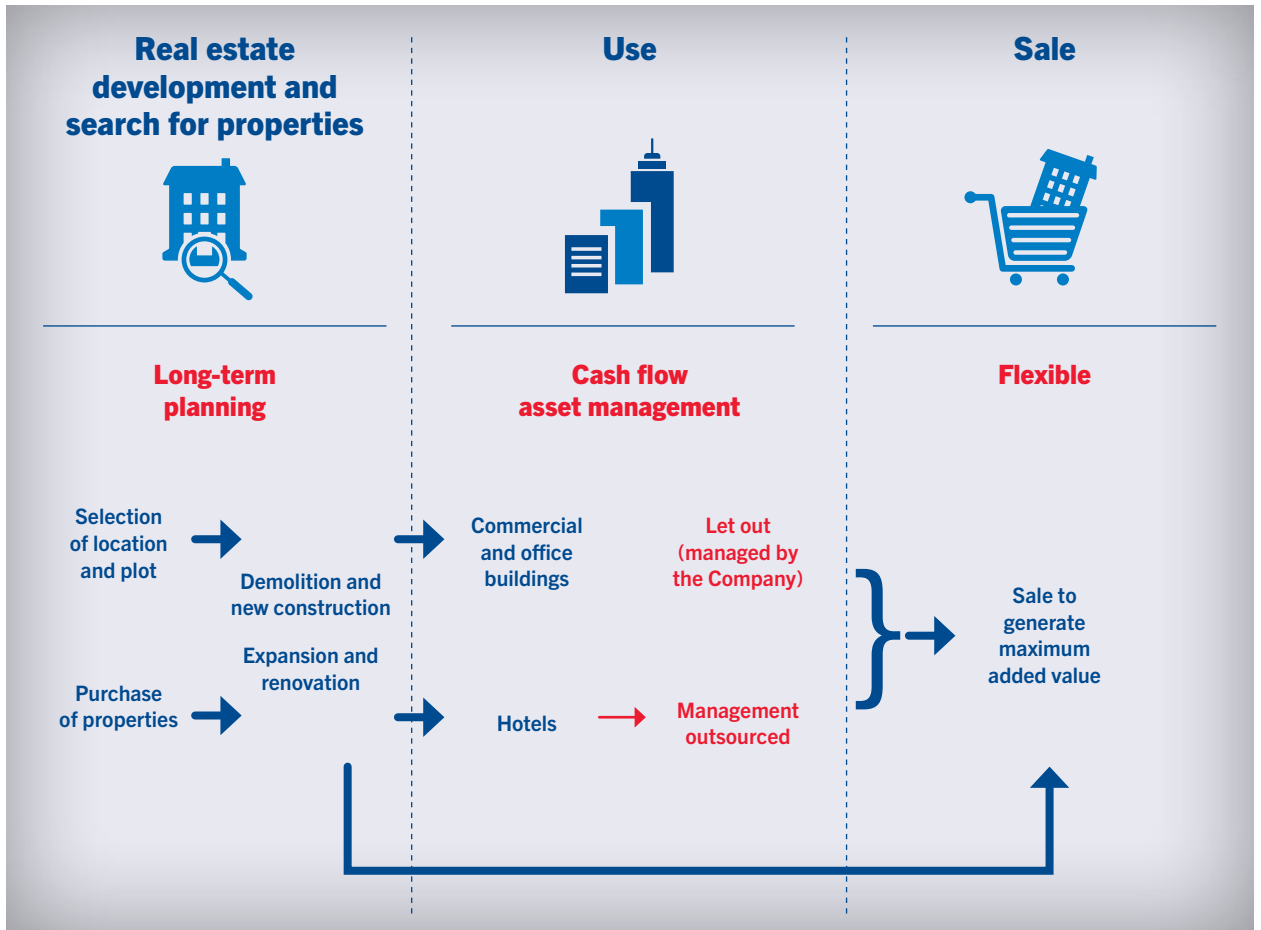 Real estate
development and
search for properties
Use
Sale
Long-term
planning
Cash flow
asset management
Flexible
Selection
of location
and plot
Demolition and
new construction
Expansion and
renovation
Purchase
of properties
Commercial
and office
buildings
Let out
(managed by
the Company)
Hotels
Management
outsourced
Sale to
generate
maximum
added value